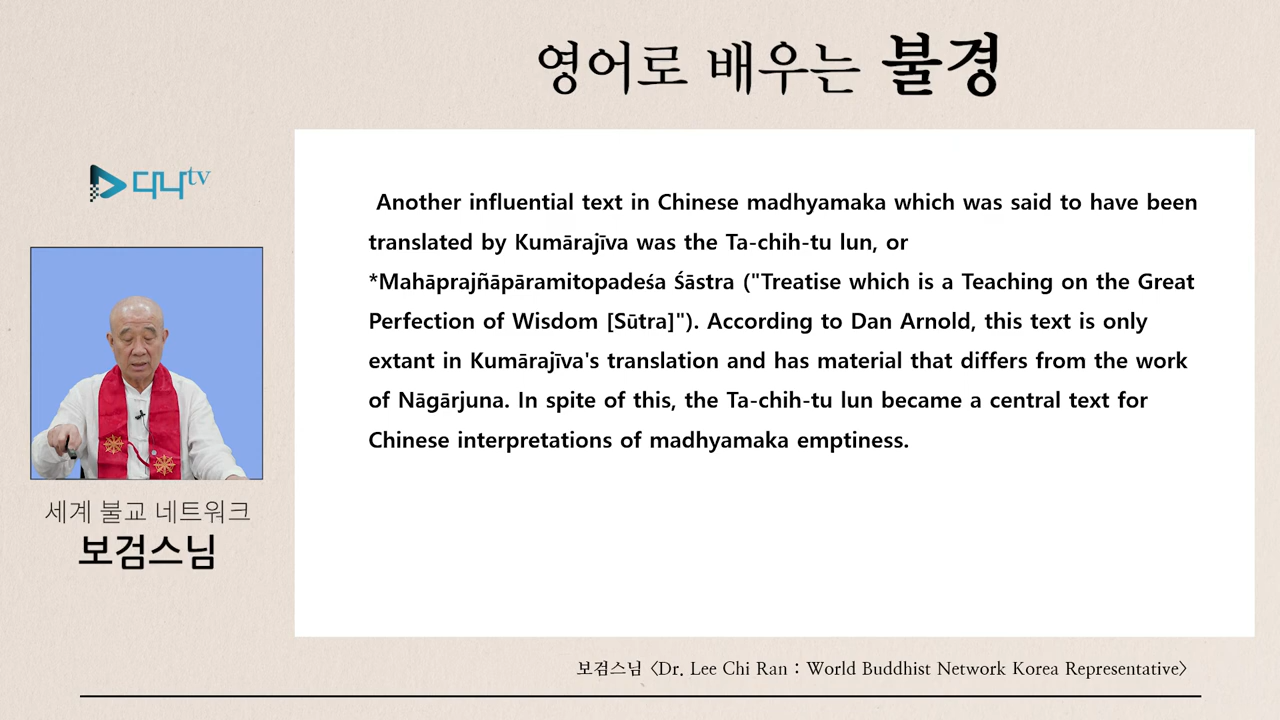 영어로 배우는 불경
디나tv
Another influential text in Chinese madhyamaka which was said to have been
translated by Kumārajīva was the Ta-chih-tu lun, or
*Mahāprajñāpāramitopadeśa Śāstra ("Treatise which is a Teaching on the Great
Perfection of Wisdom [Sūtra]"). According to Dan Arnold, this text is only
extant in Kumārajīva's translation and has material that differs from the work
of Nāgārjuna. In spite of this, the Ta-chih-tu lun became a central text for
Chinese interpretations of madhyamaka emptiness.
세계 불교 네트워크
보검스님
보검스님 <Dr. Lee Chi Ran : World Buddhist Network Korea Representative>